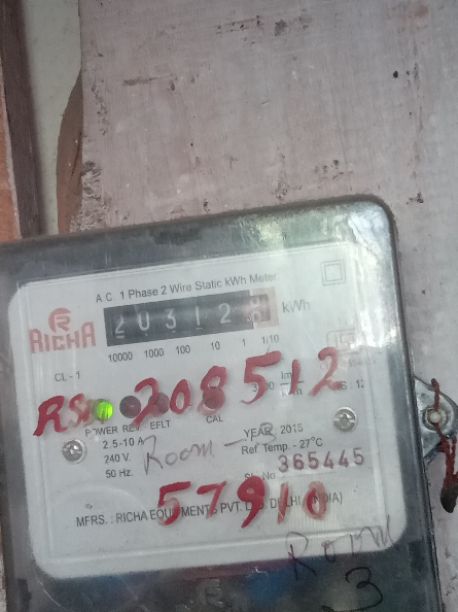 A.C. 1 Phase 2 Wire Static kWh Meter
20312 kWh
RICHA
10000 1000 100 10 1 1/10
CL - 1
RS 208512
POWER REV EFLT CAL
2.5-10 A YEAR 2015
240 V. Room - 3 Ref Temp - 27°C
50 Hz. 365445
57910
MFRS. : RICHA EQUIPMENTS PVT. LTD. DELHI (INDIA)
Room
3